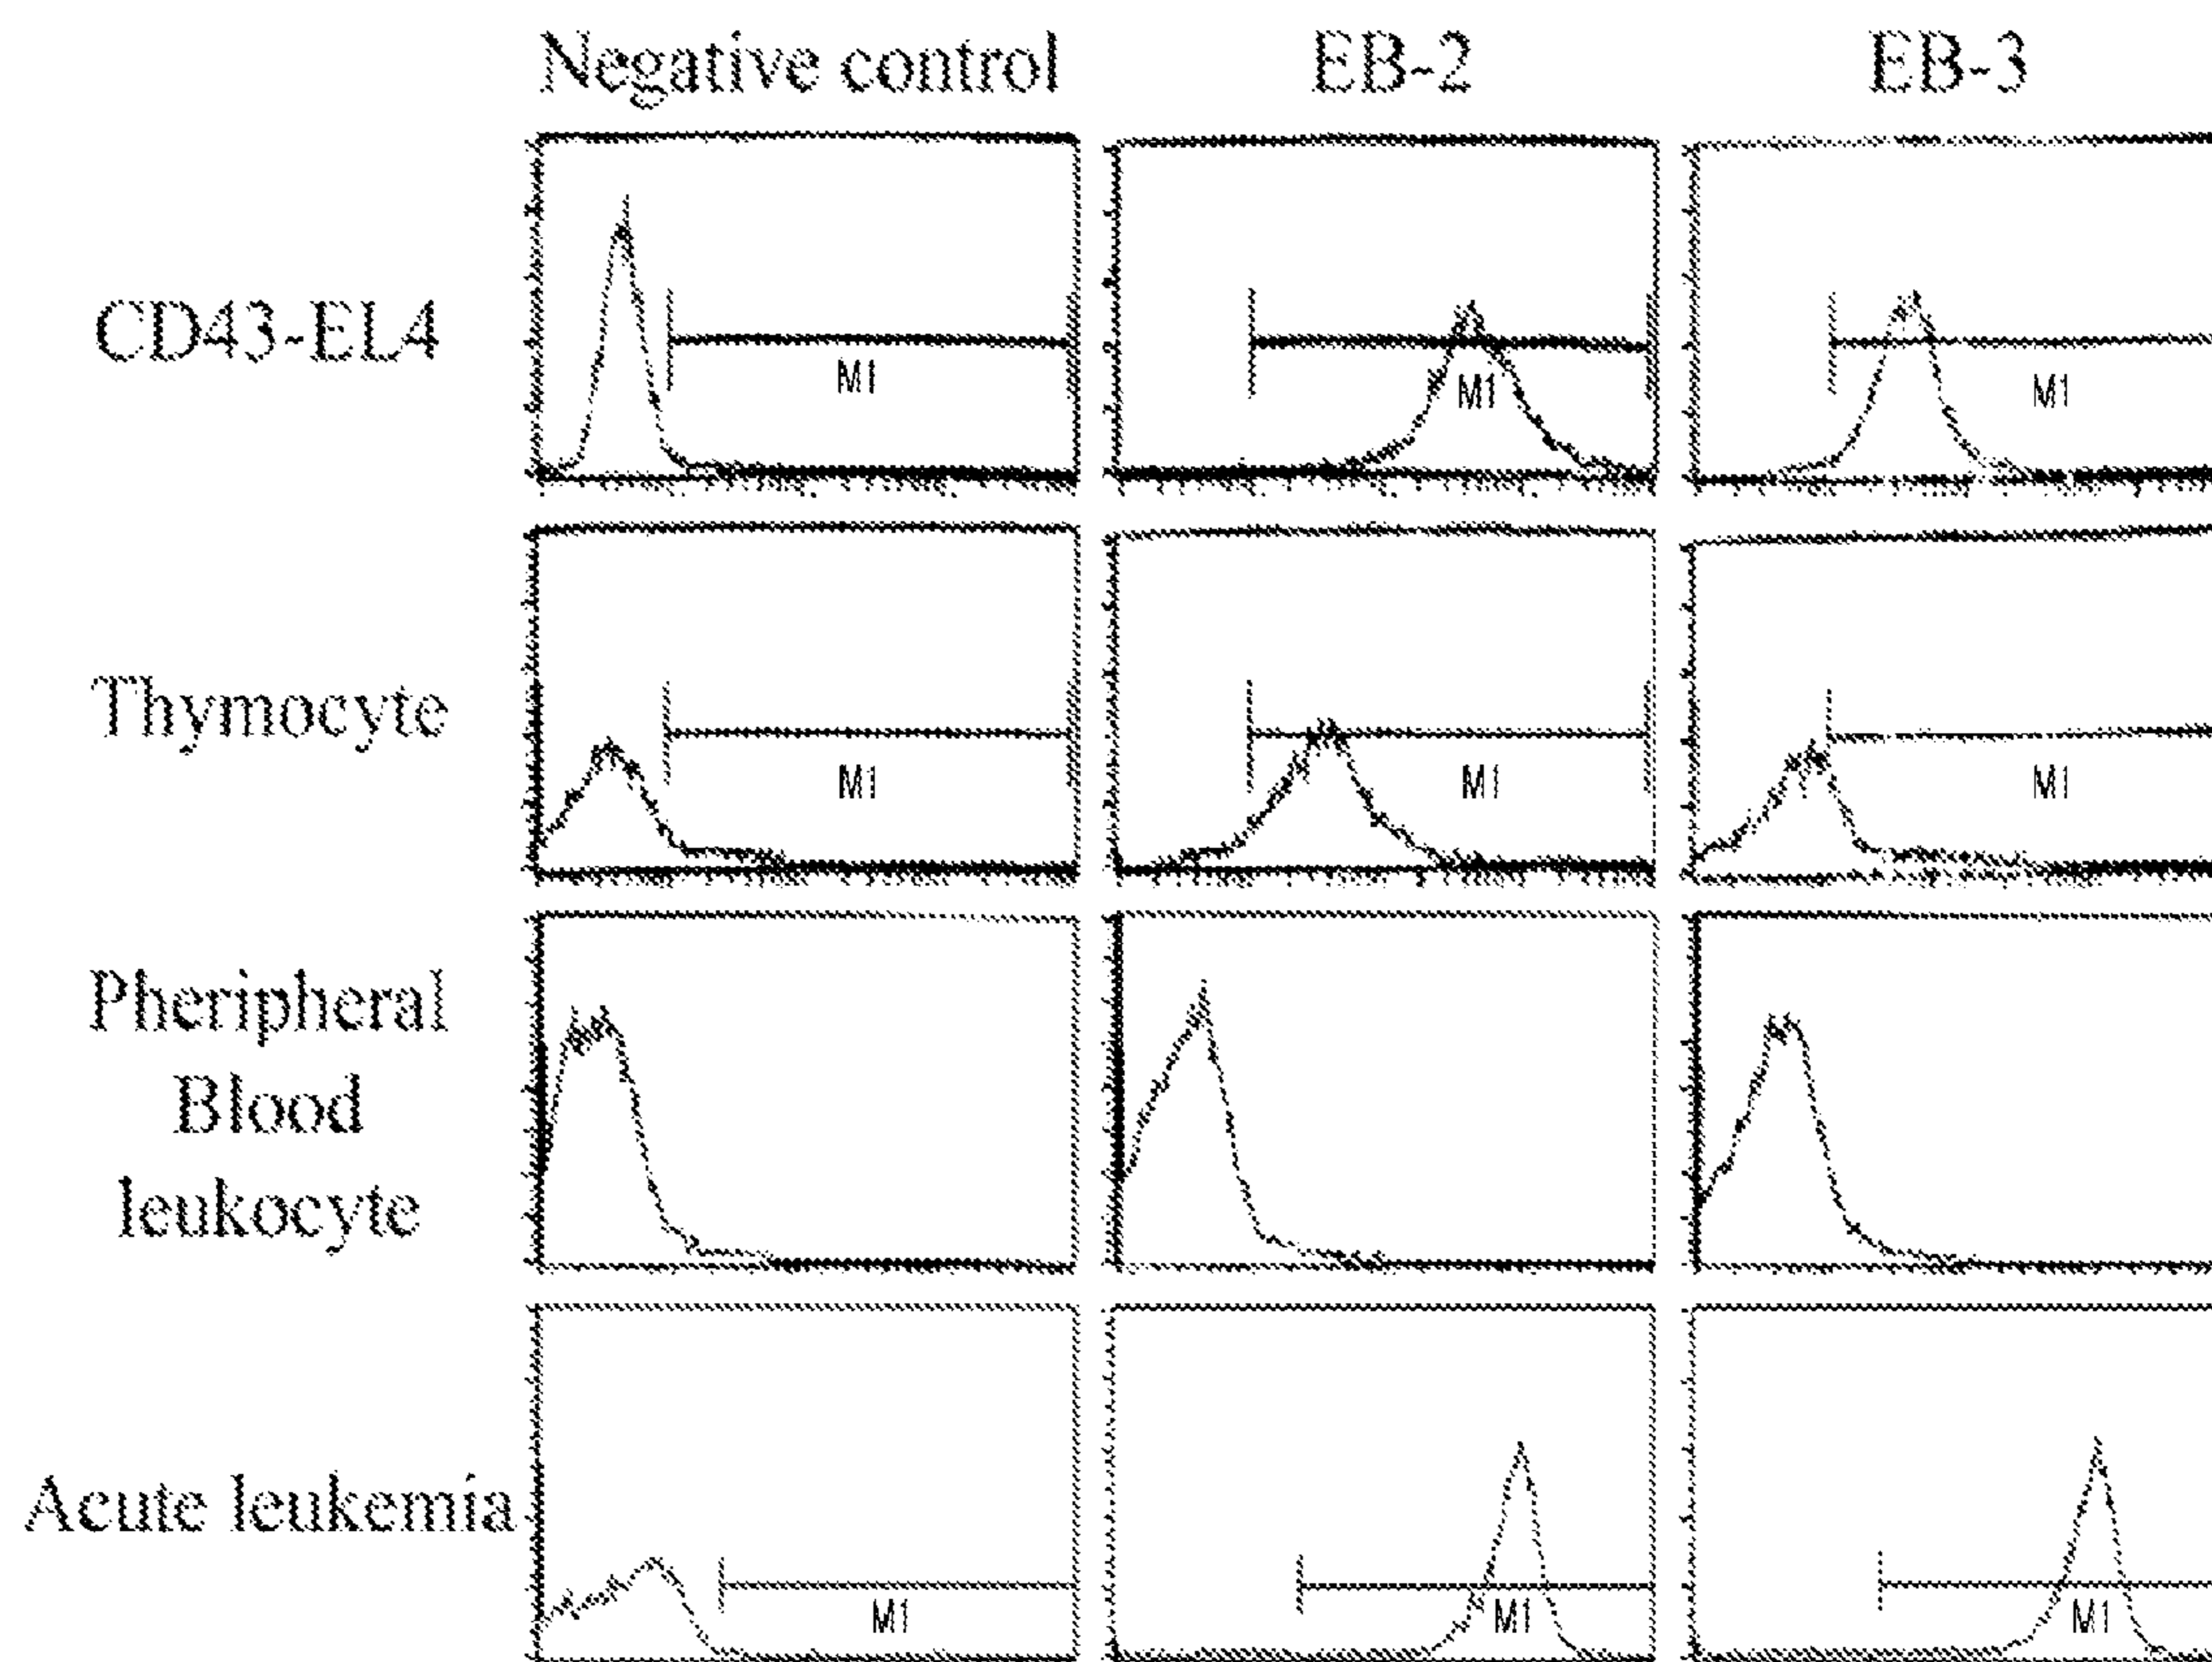 Negative control EB-2 EB-3
CD43-EL4
M1 M1 M1
Thymocyte
M1 M1 M1
Pheripheral
Blood
leukocyte
Acute leukemia
M1 M1 M1